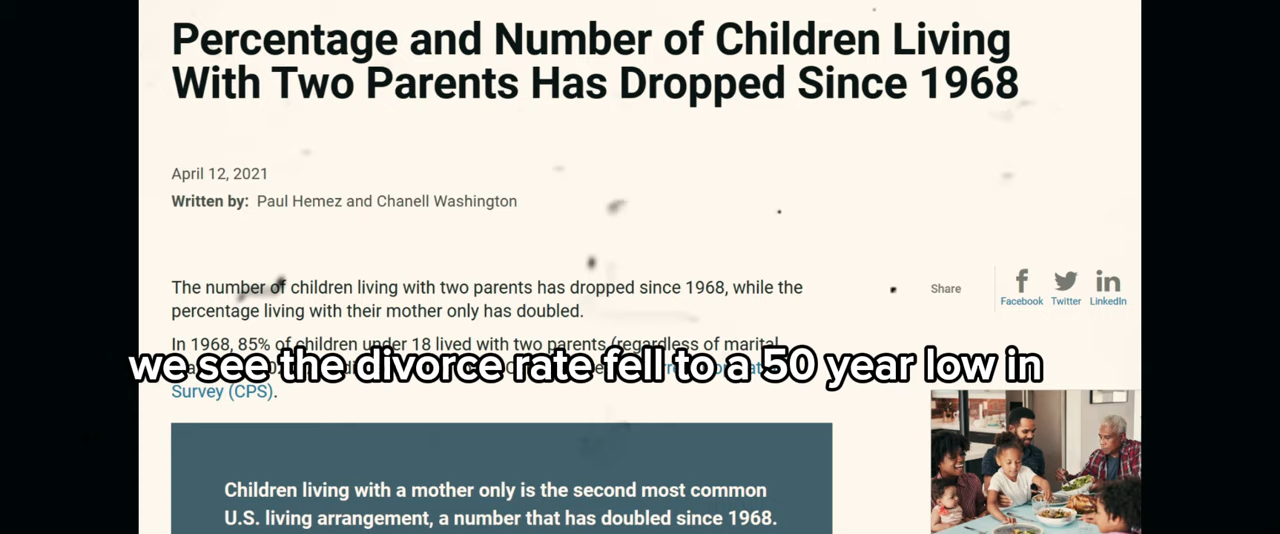 Percentage and Number of Children Living
With Two Parents Has Dropped Since 1968
April 12, 2021
Written by: Paul Hemez and Chanell Washington
The number of children living with two parents has dropped since 1968, while the
percentage living with their mother only has doubled.
Share
Facebook Twitter LinkedIn
In 1968, 85% of children under 18 lived with two parents (regardless of marital
we see the divorce rate fell to a 50 year low in
Survey (CPS).
Children living with a mother only is the second most common
U.S. living arrangement, a number that has doubled since 1968.